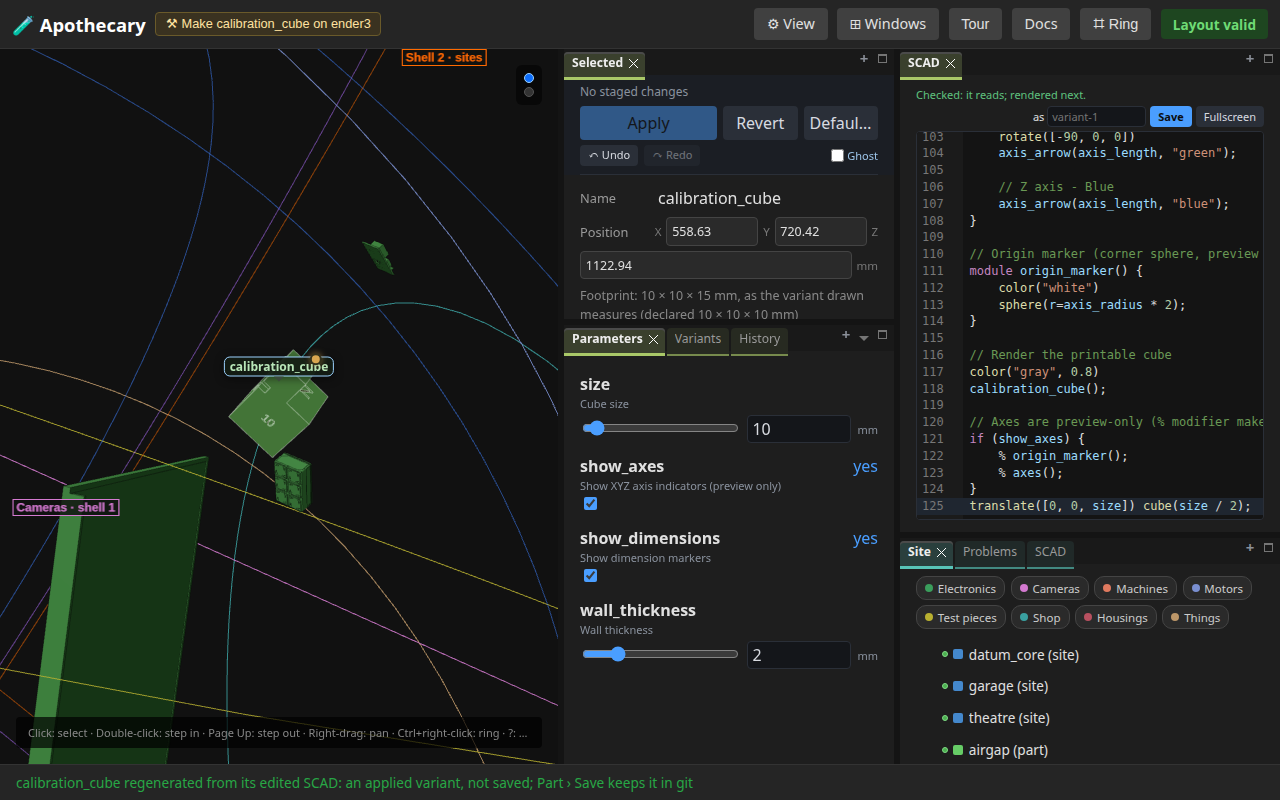 Apothecary
⚒ Make calibration_cube on ender3
⚙ View
⊞ Windows
Tour
Docs
⌗ Ring
Layout valid
Shell 2 · sites
calibration_cube
10
Cameras · shell 1
Click: select · Double-click: step in · Page Up: step out · Right-drag: pan · Ctrl+right-click: ring · ?: ...
Selected
No staged changes
Apply
Revert
Defaul...
↶ Undo
↷ Redo
Ghost
Name calibration_cube
Position X 558.63 Y 720.42 Z
1122.94 mm
Footprint: 10 × 10 × 15 mm, as the variant drawn
measures (declared 10 × 10 × 10 mm)
Parameters
Variants
History
size
Cube size
10 mm
show_axes yes
Show XYZ axis indicators (preview only)
show_dimensions yes
Show dimension markers
wall_thickness
Wall thickness
2 mm
SCAD
Checked: it reads; rendered next.
as variant-1 Save Fullscreen
103 rotate([-90, 0, 0])
104 axis_arrow(axis_length, "green");
105
106 // Z axis - Blue
107 axis_arrow(axis_length, "blue");
108 }
109
110 // Origin marker (corner sphere, preview
111 module origin_marker() {
112 color("white")
113 sphere(r=axis_radius * 2);
114 }
115
116 // Render the printable cube
117 color("gray", 0.8)
118 calibration_cube();
119
120 // Axes are preview-only (% modifier make
121 if (show_axes) {
122 % origin_marker();
123 % axes();
124 }
125 translate([0, 0, size]) cube(size / 2);
Site
Problems
SCAD
Electronics
Cameras
Machines
Motors
Test pieces
Shop
Housings
Things
datum_core (site)
garage (site)
theatre (site)
airgap (part)
calibration_cube regenerated from its edited SCAD: an applied variant, not saved; Part › Save keeps it in git